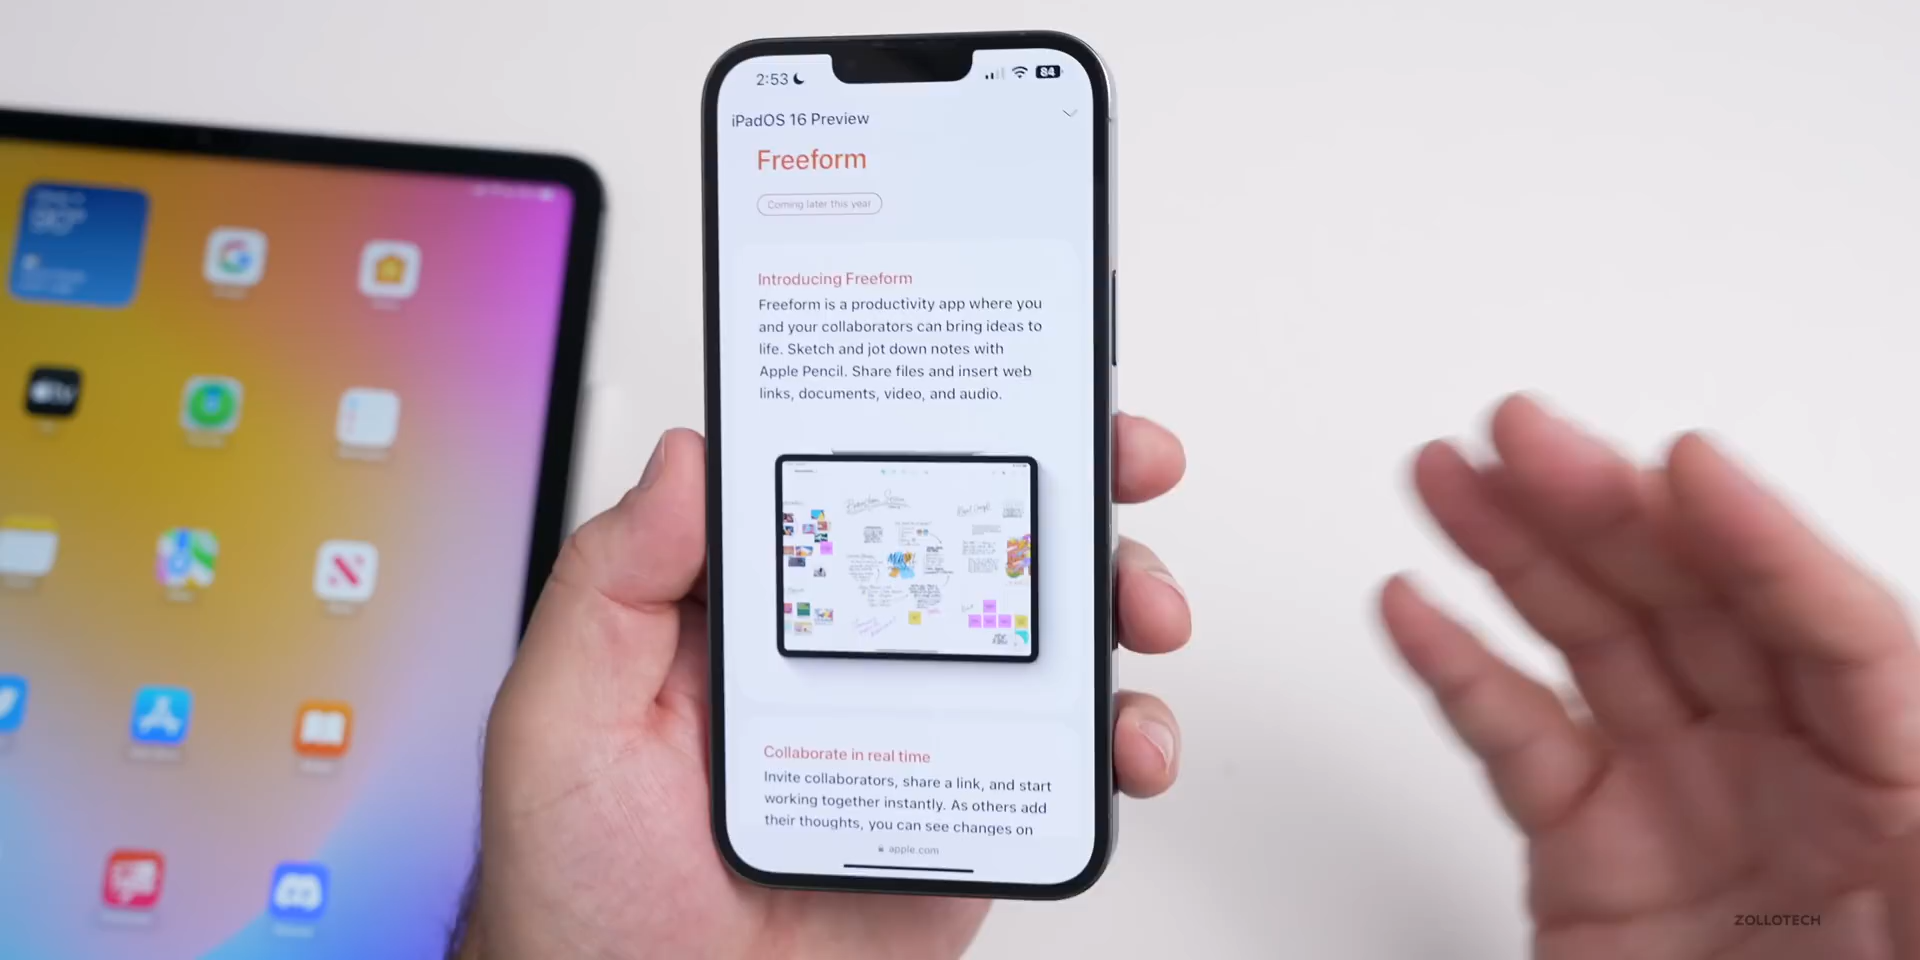 2:53
84
iPadOS 16 Preview
Freeform
Coming later this year
Introducing Freeform
Freeform is a productivity app where you
and your collaborators can bring ideas to
life. Sketch and jot down notes with
Apple Pencil. Share files and insert web
links, documents, video, and audio.
Collaborate in real time
Invite collaborators, share a link, and start
working together instantly. As others add
their thoughts, you can see changes on
apple.com
tv
ZOLLOTECH